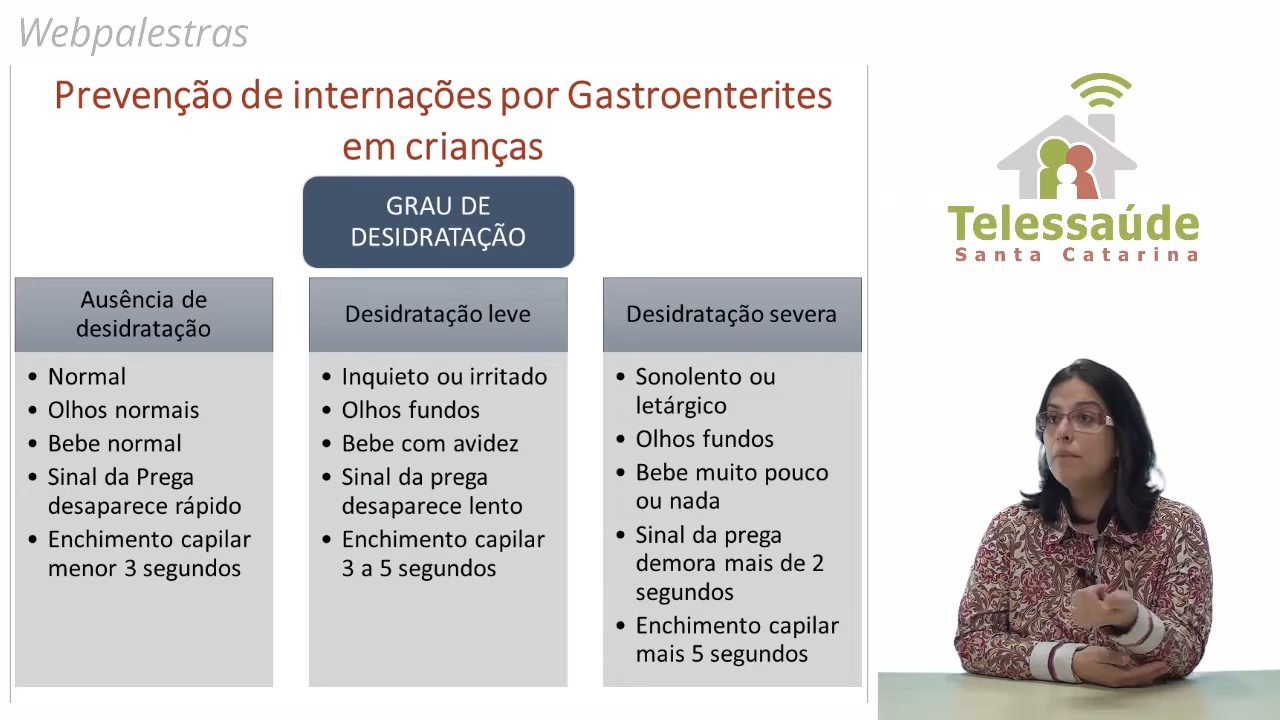 Webpalestras
Prevenção de internações por Gastroenterites
em crianças
GRAU DE
DESIDRATAÇÃO
Ausência de
desidratação
• Normal
• Olhos normais
• Bebe normal
• Sinal da Prega
desaparece rápido
• Enchimento capilar
menor 3 segundos
Desidratação leve
• Inquieto ou irritado
• Olhos fundos
• Bebe com avidez
• Sinal da prega
desaparece lento
• Enchimento capilar
3 a 5 segundos
Desidratação severa
• Sonolento ou
letárgico
• Olhos fundos
• Bebe muito pouco
ou nada
• Sinal da prega
demora mais de 2
segundos
• Enchimento capilar
mais 5 segundos
Telessaúde
Santa Catarina